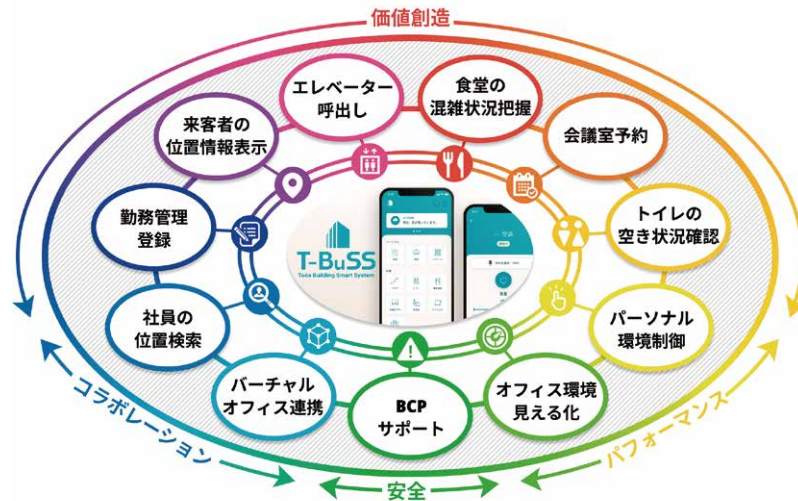 価値創造
エレベーター
呼出し
食堂の
混雑状況把握
来客者の
位置情報表示
会議室予約
勤務管理
登録
トイレの
空き状況確認
T-BuSS
Toda Building Smart System
社員の
位置検索
パーソナル
環境制御
バーチャル
オフィス連携
BCP
サポート
オフィス環境
見える化
コラボレーション
安全
パフォーマンス